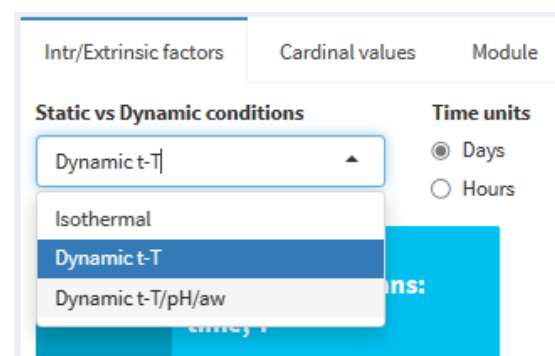 Intr/Extrinsic factors Cardinal values Module
Static vs Dynamic conditions Time units
Dynamic t-T Days
Hours
Isothermal
Dynamic t-T
Dynamic t-T/pH/aw
ns: